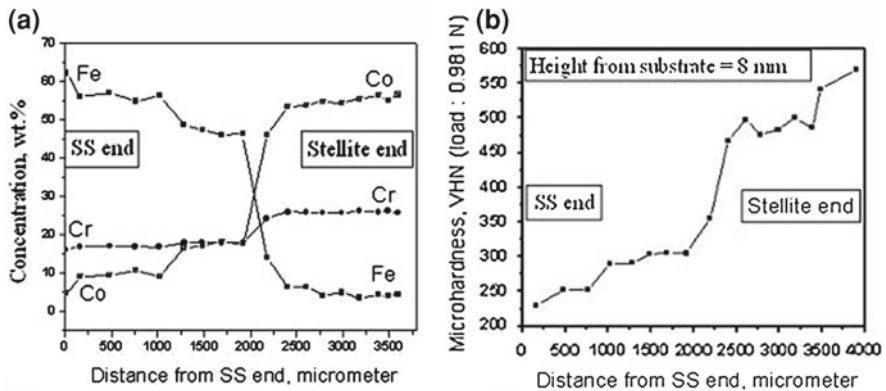 (a)
70
60
50
40
30
20
10
0
Concentration, wt.%
Fe
Co
SS end
Stellite end
Cr
Cr
Co
Fe
0 500 1000 1500 2000 2500 3000 3500
Distance from SS end, micrometer
(b)
600
550
500
450
400
350
300
250
200
Microhardness, VHN (load : 0.981 N)
Height from substrate = 8 mm
SS end
Stellite end
0 500 1000 1500 2000 2500 3000 3500 4000
Distance from SS end, micrometer